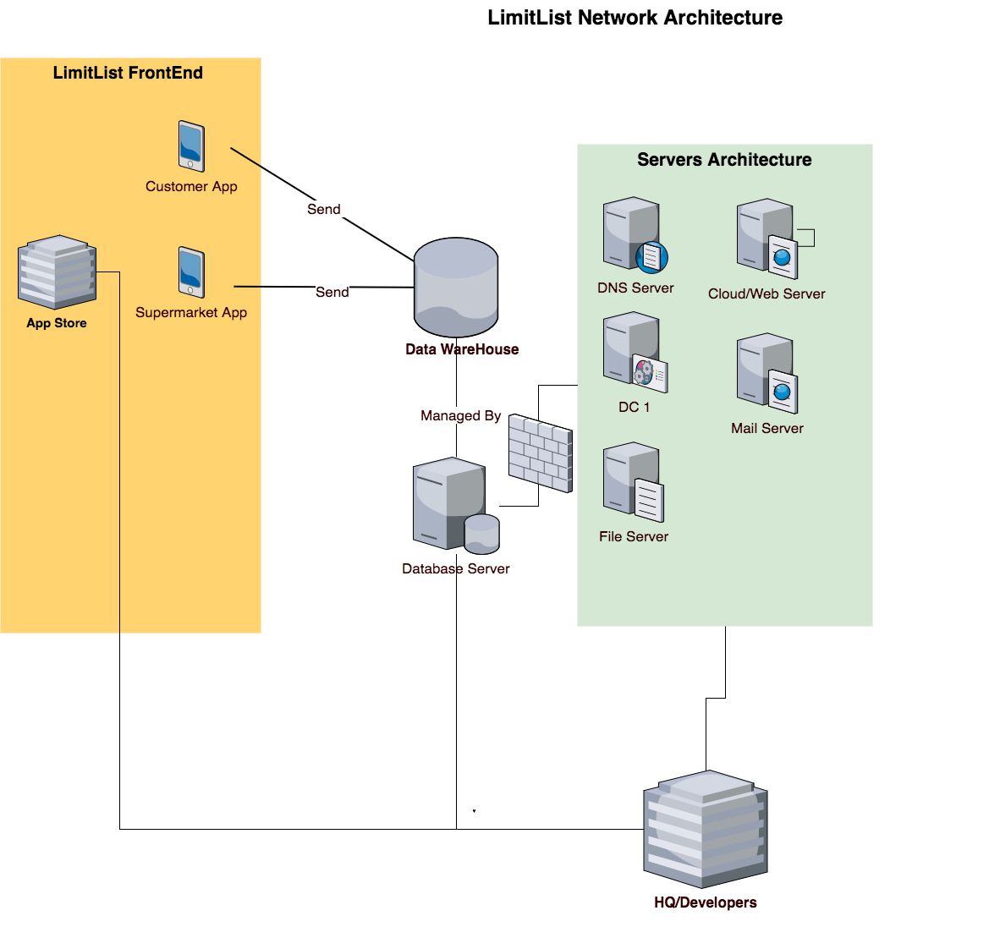 LimitList Network Architecture
LimitList FrontEnd
Customer App
Send
Servers Architecture
DNS Server
Cloud/Web Server
App Store
Supermarket App
Send
Data WareHouse
DC 1
Managed By
Mail Server
File Server
Database Server
HQ/Developers